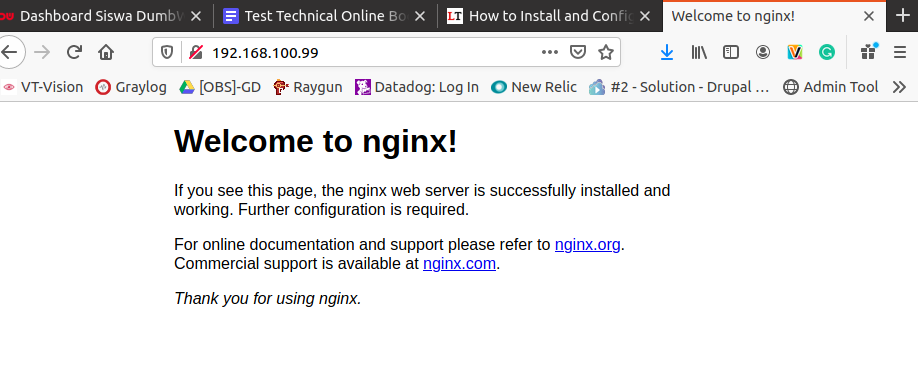 Dashboard Siswa DumbW
Test Technical Online Bo
LT How to Install and Config
Welcome to nginx!
192.168.100.99
VT-Vision
Graylog
[OBS]-GD
Raygun
Datadog: Log In
New Relic
#2 - Solution - Drupal ...
Admin Tool
Welcome to nginx!
If you see this page, the nginx web server is successfully installed and
working. Further configuration is required.
For online documentation and support please refer to nginx.org.
Commercial support is available at nginx.com.
Thank you for using nginx.